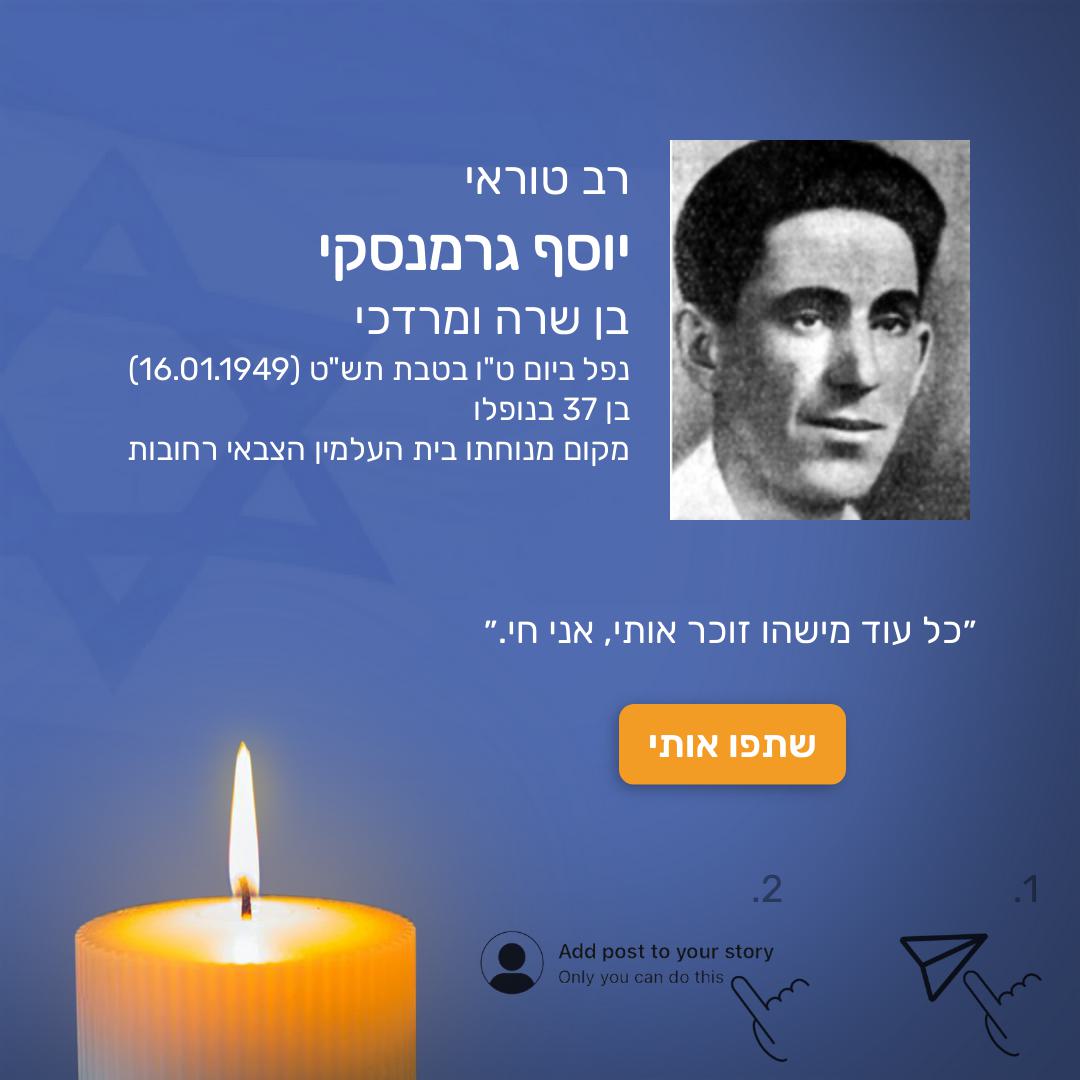 רב טוראי
יוסף גרמנסקי
בן שרה ומרדכי
נפל ביום ט"ו בטבת תש"ט (16.01.1949)
בן 37 בנופלו
מקום מנוחתו בית העלמין הצבאי רחובות
״כל עוד מישהו זוכר אותי, אני חי.״
שתפו אותי
.1
.2
Add post to your story
Only you can do this